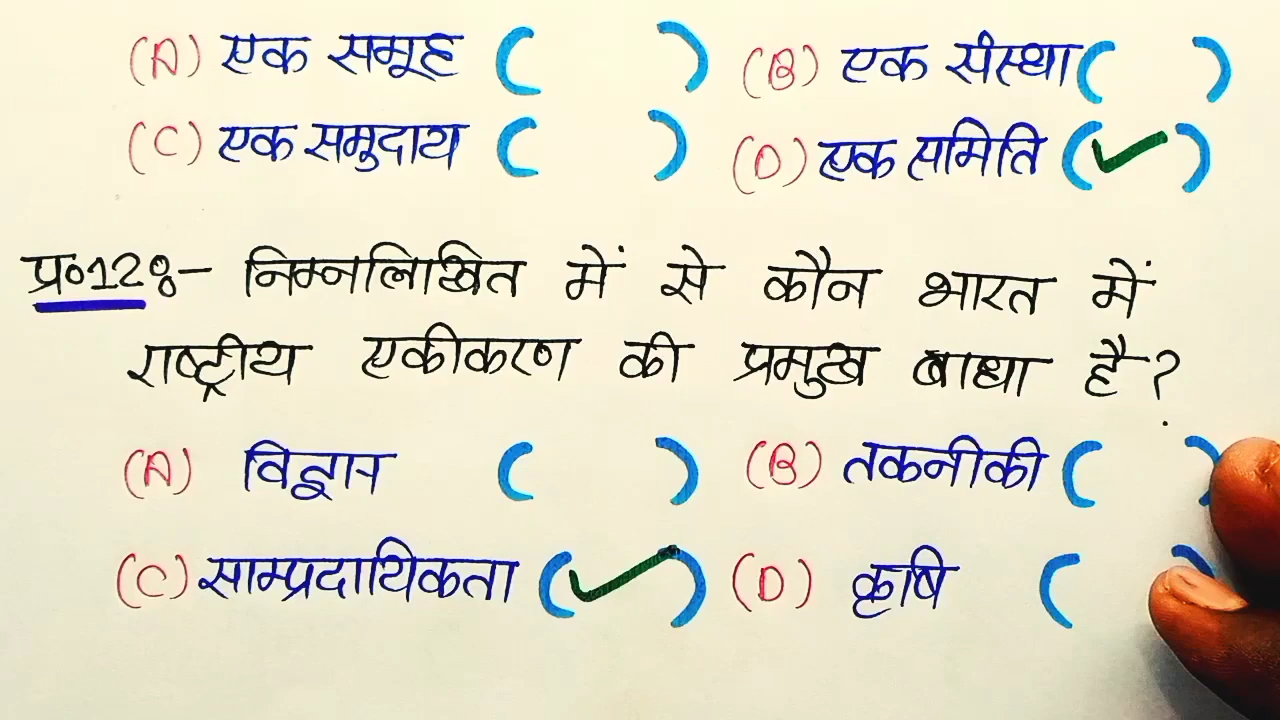 (A) एक समूह ( ) (B) एक संस्था ( )
(C) एक समुदाय ( ) (D) एक समिति (✓)
प्र०12ः- निम्नलिखित में से कौन भारत में
राष्ट्रीय एकीकरण की प्रमुख बाधा है?
(A) विज्ञान ( ) (B) तकनीकी ( )
(C) साम्प्रदायिकता (✓) (D) कृषि ( )